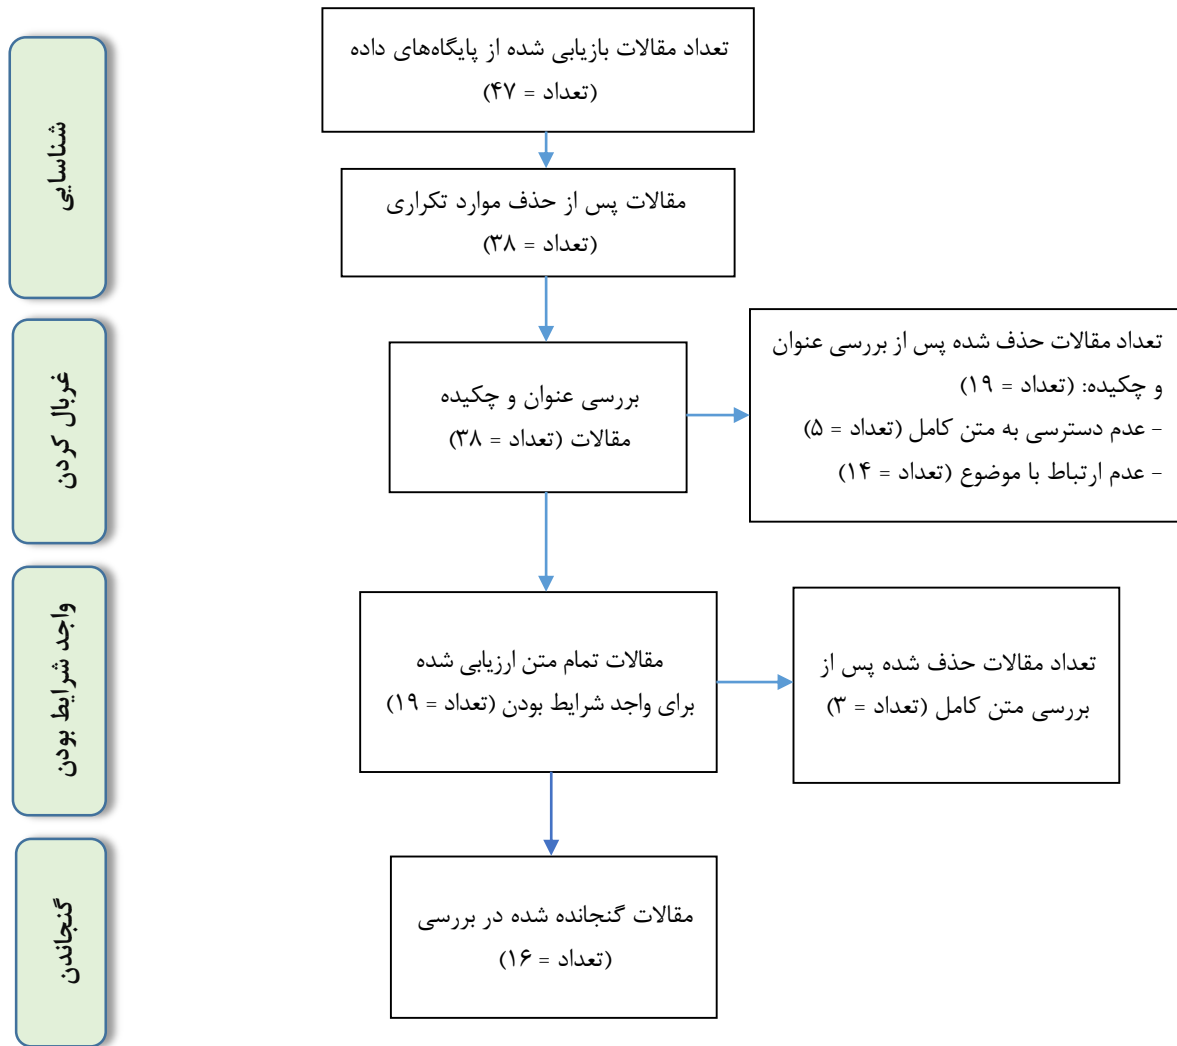 شناسایی
تعداد مقالات بازیابی شده از پایگاه‌های داده
(تعداد = ۴۷)
مقالات پس از حذف موارد تکراری
(تعداد = ۳۸)
غربال کردن
بررسی عنوان و چکیده
مقالات (تعداد = ۳۸)
تعداد مقالات حذف شده پس از بررسی عنوان
و چکیده: (تعداد = ۱۹)
- عدم دسترسی به متن کامل (تعداد = ۵)
- عدم ارتباط با موضوع (تعداد = ۱۴)
واجد شرایط بودن
مقالات تمام متن ارزیابی شده
برای واجد شرایط بودن (تعداد = ۱۹)
تعداد مقالات حذف شده پس از
بررسی متن کامل (تعداد = ۳)
گنجاندن
مقالات گنجانده شده در بررسی
(تعداد = ۱۶)